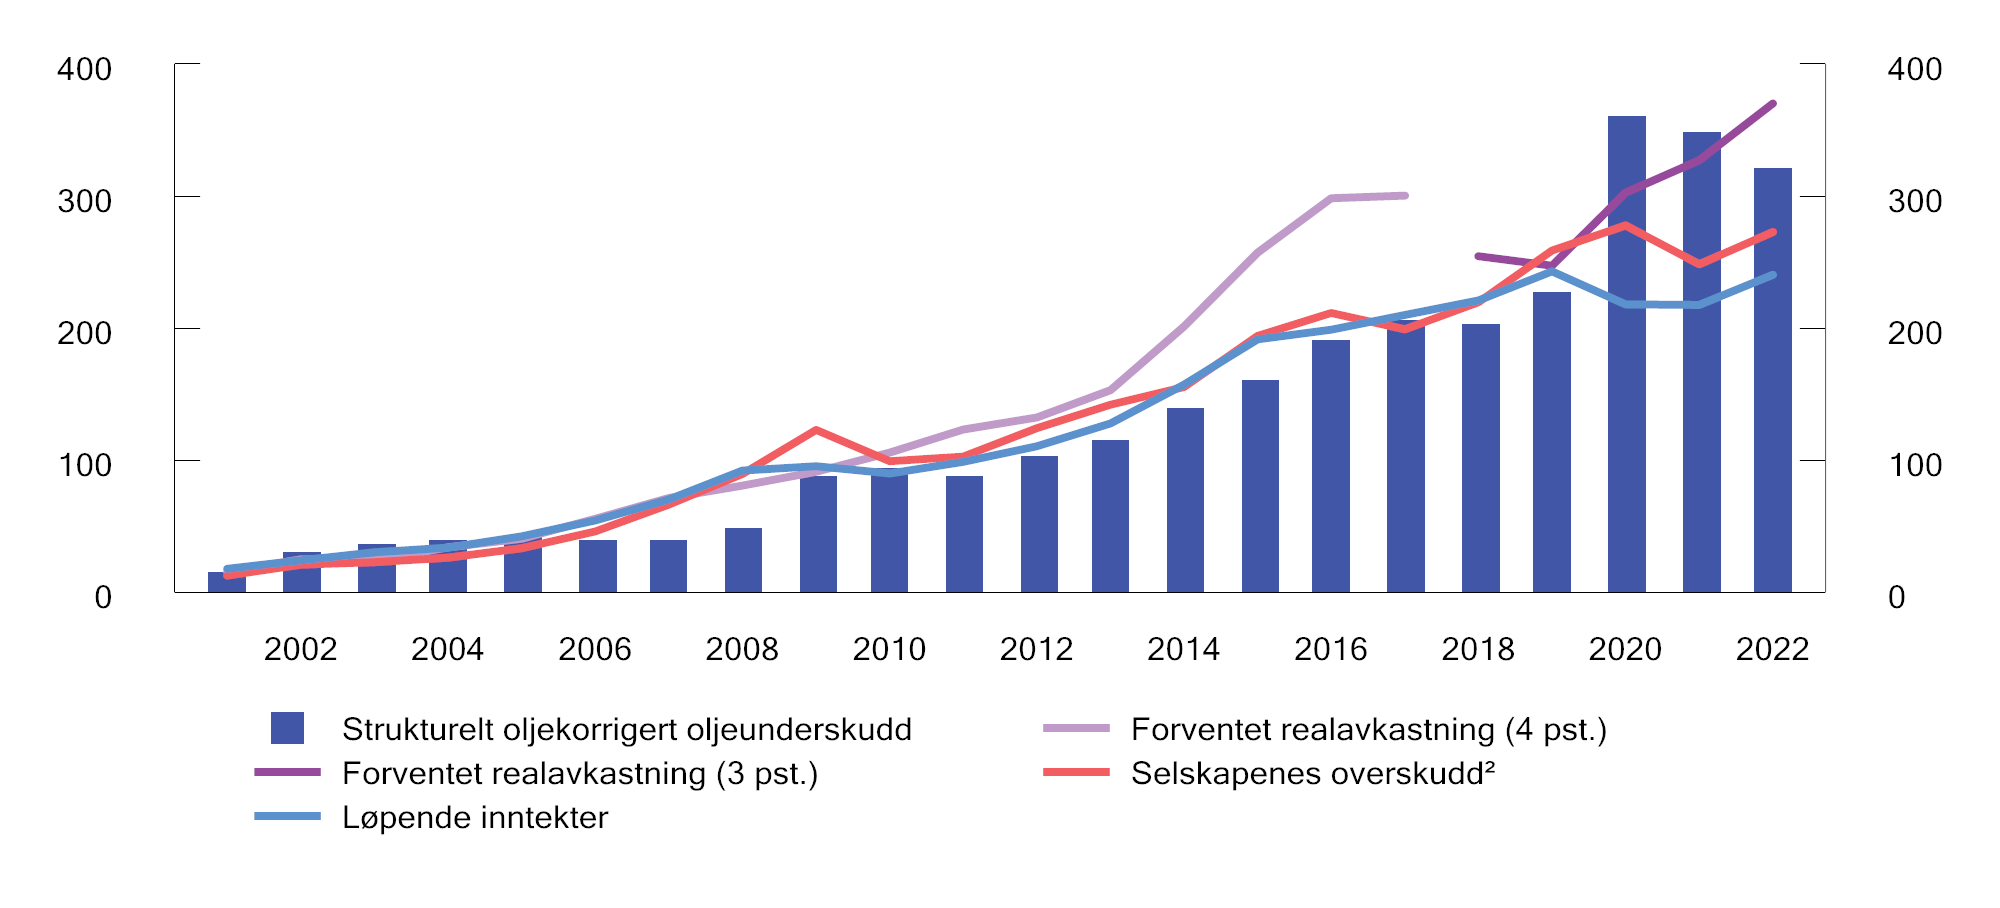 400 400
300 300
200 200
100 100
0 0
2002 2004 2006 2008 2010 2012 2014 2016 2018 2020 2022
Strukturelt oljekorrigert oljeunderskudd Forventet realavkastning (4 pst.)
Forventet realavkastning (3 pst.) Selskapenes overskudd²
Løpende inntekter